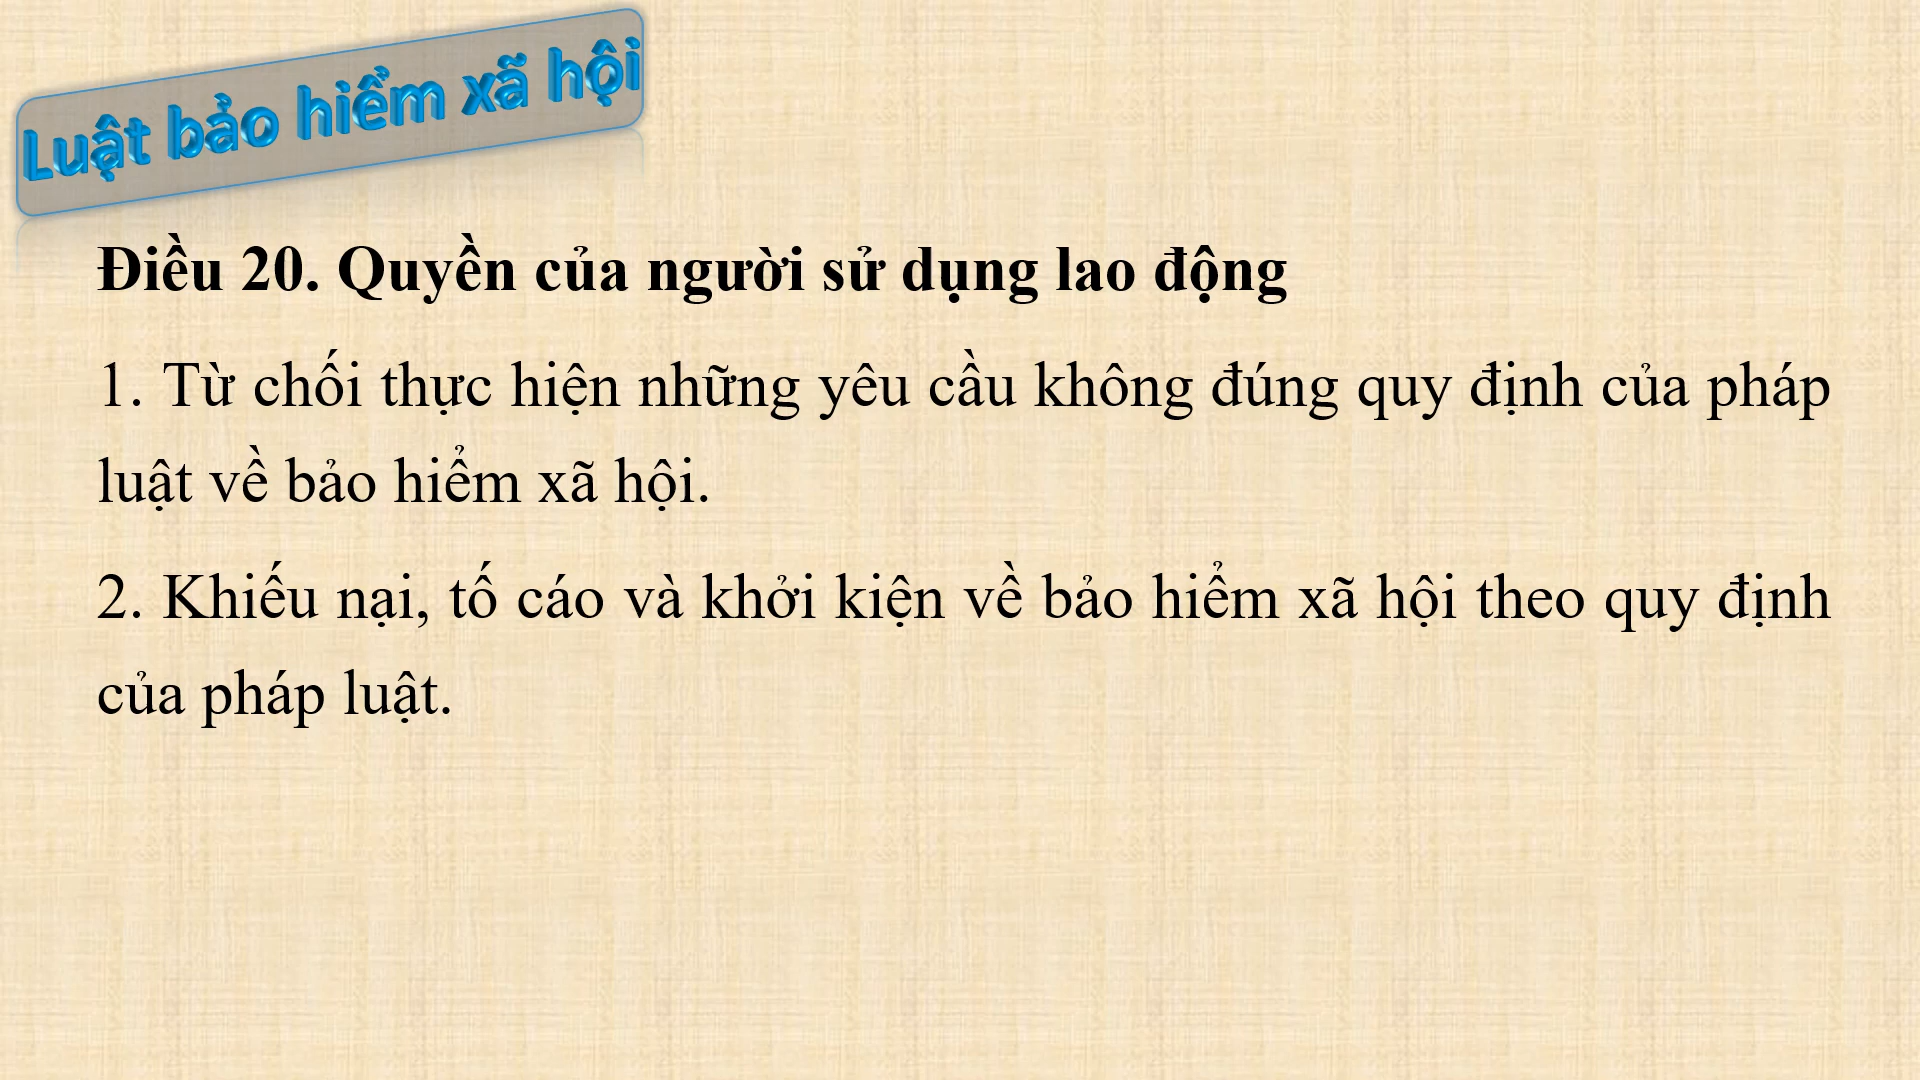 Luật bảo hiểm xã hội
Điều 20. Quyền của người sử dụng lao động
1. Từ chối thực hiện những yêu cầu không đúng quy định của pháp
luật về bảo hiểm xã hội.
2. Khiếu nại, tố cáo và khởi kiện về bảo hiểm xã hội theo quy định
của pháp luật.